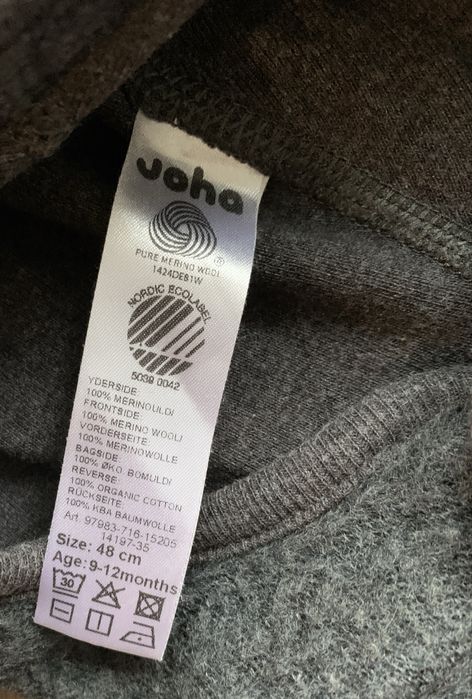 Joha
®
PURE MERINO WOOL
1424DE81W
NORDIC ECOLABEL
5039 0042
YDERSIDE:
100% MERINOULD/
FRONTSIDE:
100% MERINO WOOL/
VORDERSEITE:
100% MERINOWOLLE
BAGSIDE:
100% ØKO. BOMULD/
REVERSE:
100% ORGANIC COTTON
RÜCKSEITE:
100% KBA BAUMWOLLE
Art. 97983-716-15205
14197-35
Size: 48 cm
Age: 9-12months
30